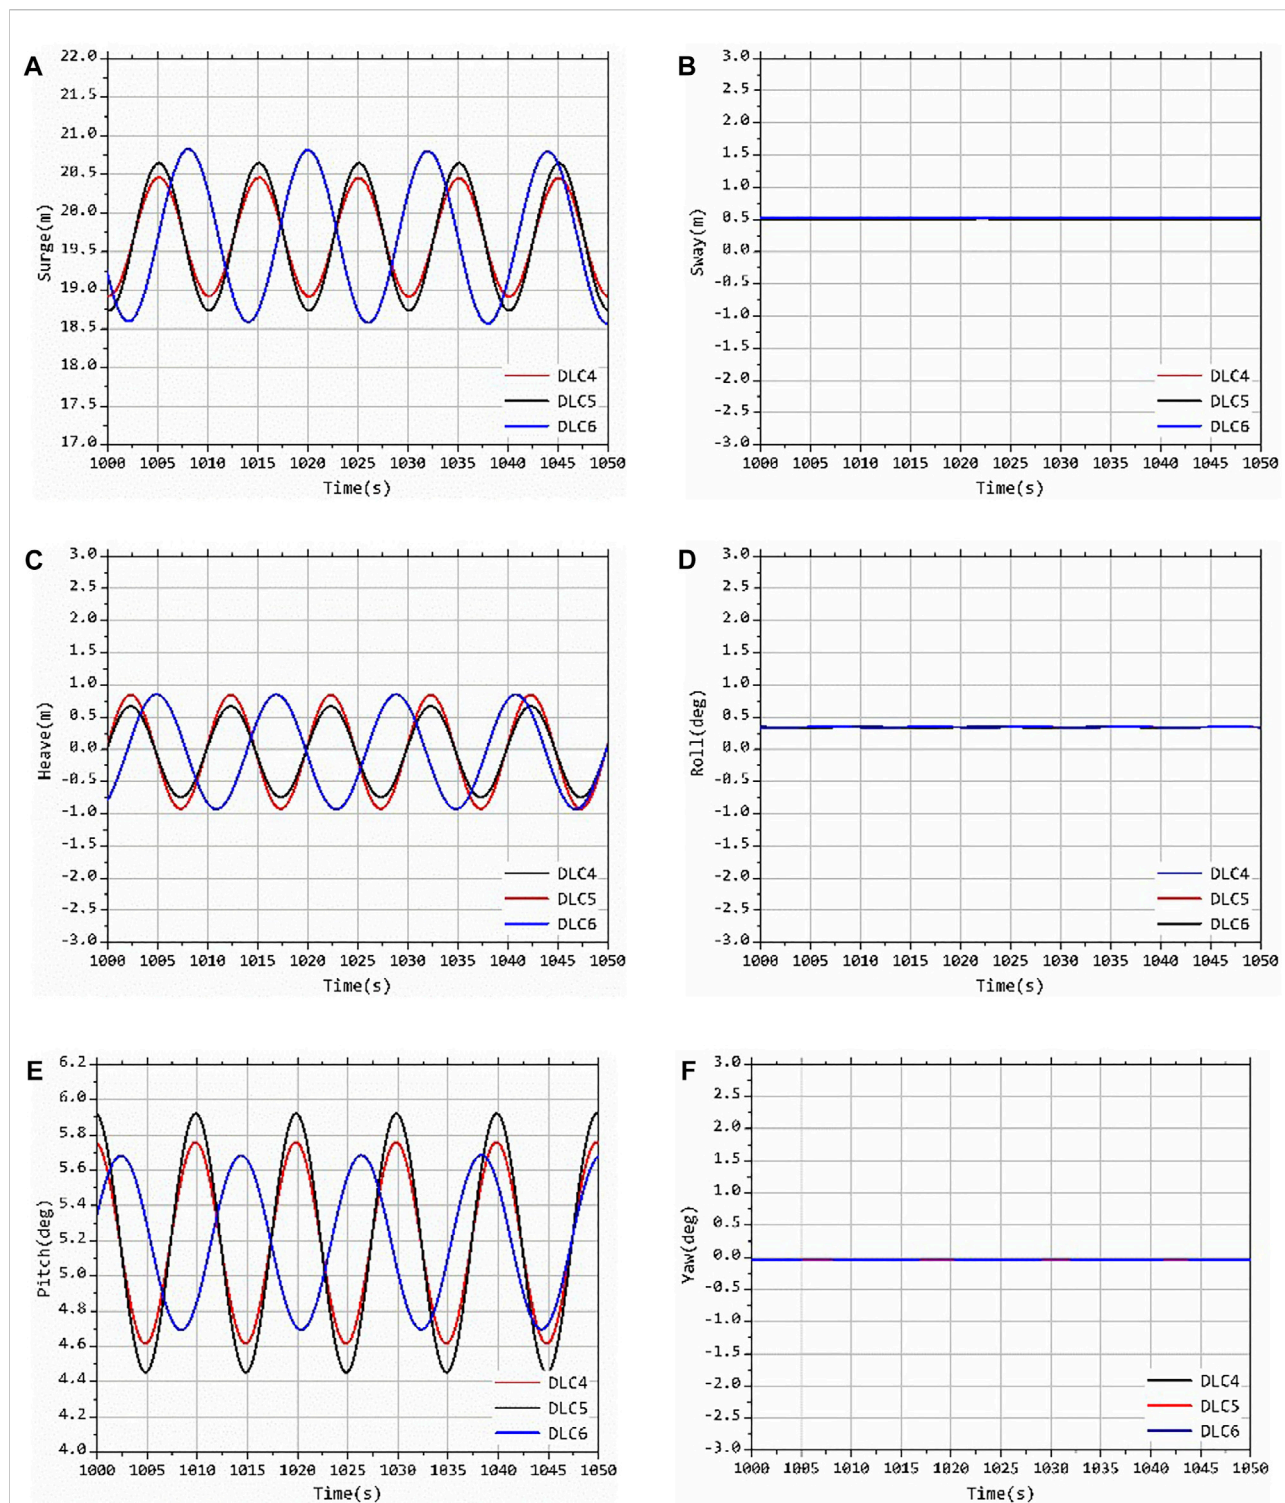 A
22.0
21.5
21.0
20.5
20.0
19.5
19.0
18.5
18.0
17.5
17.0
Surge(m)
DLC4
DLC5
DLC6
1000 1005 1010 1015 1020 1025 1030 1035 1040 1045 1050
Time(s)
B
3.0
2.5
2.0
1.5
1.0
0.5
0.0
-0.5
-1.0
-1.5
-2.0
-2.5
-3.0
Sway(m)
DLC4
DLC5
DLC6
1000 1005 1010 1015 1020 1025 1030 1035 1040 1045 1050
Time(s)
C
3.0
2.5
2.0
1.5
1.0
0.5
0.0
-0.5
-1.0
-1.5
-2.0
-2.5
-3.0
Heave(m)
DLC4
DLC5
DLC6
1000 1005 1010 1015 1020 1025 1030 1035 1040 1045 1050
Time(s)
D
3.0
2.5
2.0
1.5
1.0
0.5
0.0
-0.5
-1.0
-1.5
-2.0
-2.5
-3.0
Roll(deg)
DLC4
DLC5
DLC6
1000 1005 1010 1015 1020 1025 1030 1035 1040 1045 1050
Time(s)
E
6.2
6.0
5.8
5.6
5.4
5.2
5.0
4.8
4.6
4.4
4.2
4.0
Pitch(deg)
DLC4
DLC5
DLC6
1000 1005 1010 1015 1020 1025 1030 1035 1040 1045 1050
Time(s)
F
3.0
2.5
2.0
1.5
1.0
0.5
0.0
-0.5
-1.0
-1.5
-2.0
-2.5
-3.0
Yaw(deg)
DLC4
DLC5
DLC6
1000 1005 1010 1015 1020 1025 1030 1035 1040 1045 1050
Time(s)